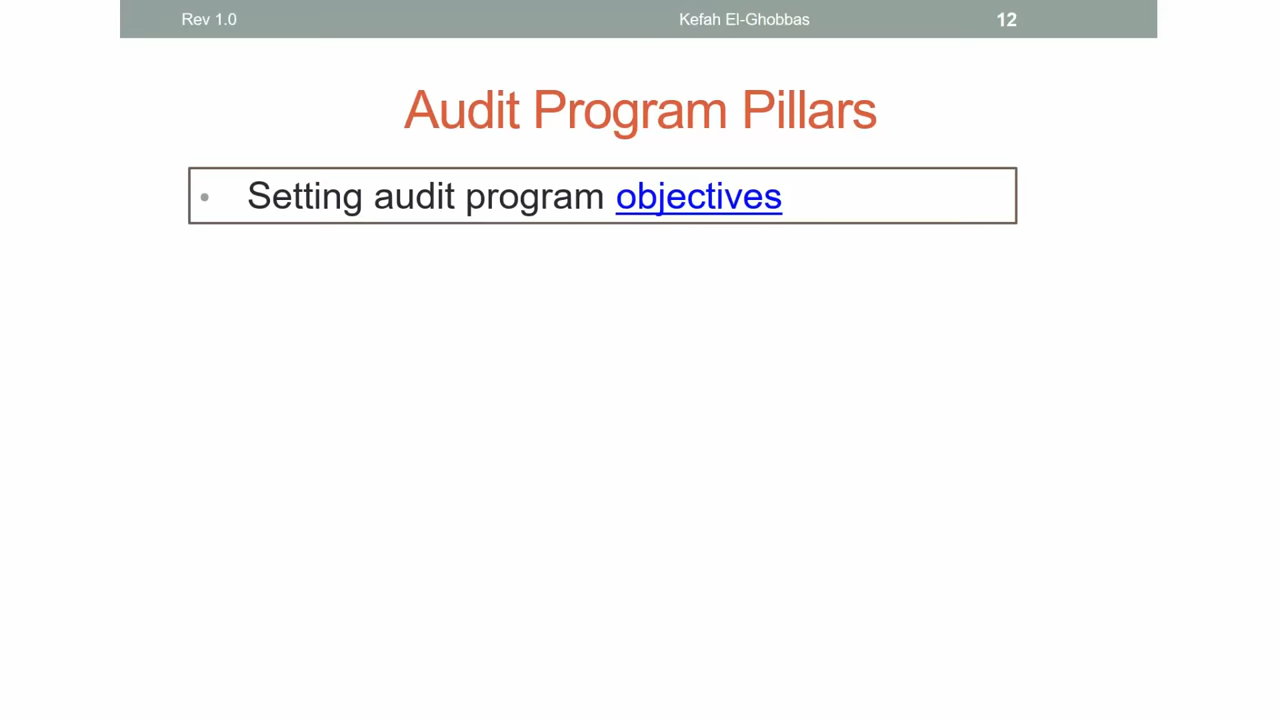 Rev 1.0 Kefah El-Ghobbas 12
Audit Program Pillars
• Setting audit program objectives